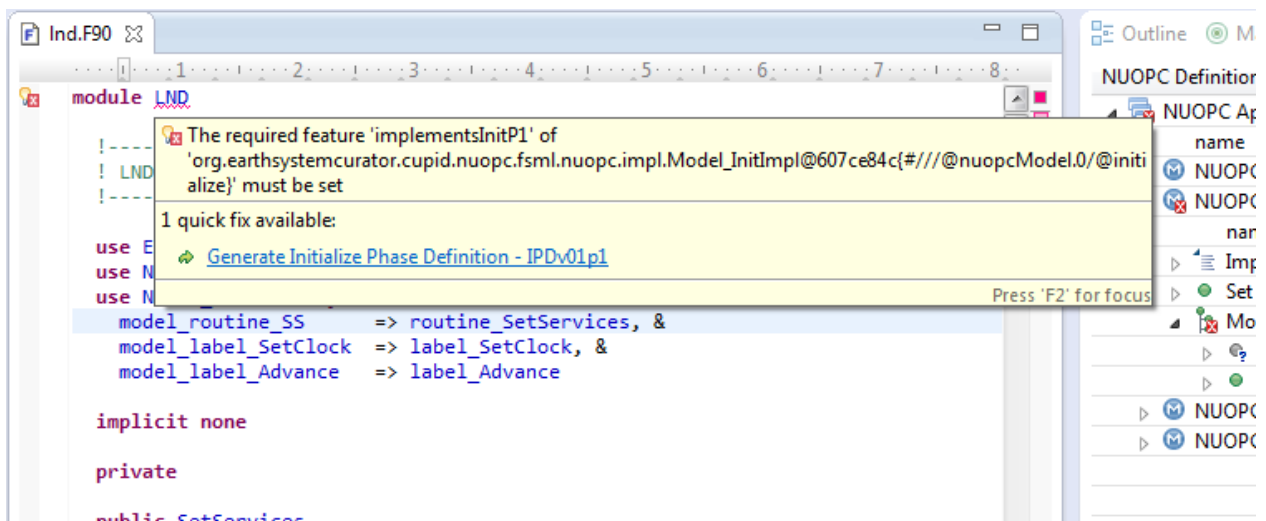 lnd.F90
Outline M
1 2 3 4 5 6 7 8
NUOPC Definition
module LND
NUOPC Ap
The required feature 'implementsInitP1' of
name
!----
'org.earthsystemcurator.cupid.nuopc.fsml.nuopc.impl.Model_InitImpl@607ce84c{#///@nuopcModel.0/@initi
! LND
alize}' must be set
NUOPC
!----
NUOPC
1 quick fix available:
nar
use E
Generate Initialize Phase Definition - IPDv01p1
Imp
use N
use N
Press 'F2' for focus
Set
model_routine_SS => routine_SetServices, &
Mo
model_label_SetClock => label_SetClock, &
model_label_Advance => label_Advance
implicit none
NUOPC
NUOPC
private
public SetServices